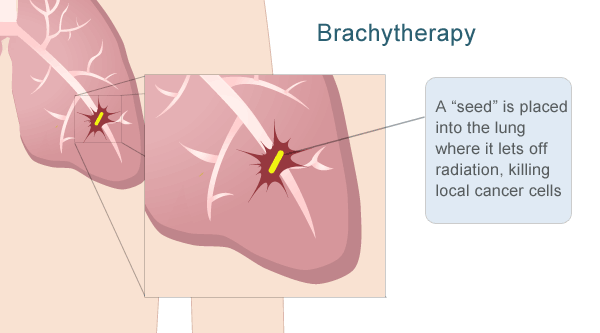 Brachytherapy
A “seed” is placed
into the lung
where it lets off
radiation, killing
local cancer cells